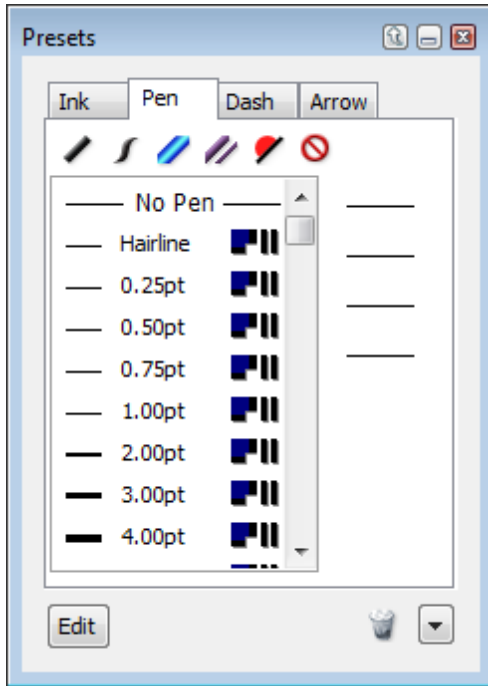 Presets
Ink Pen Dash Arrow
No Pen
Hairline
0.25pt
0.50pt
0.75pt
1.00pt
2.00pt
3.00pt
4.00pt
Edit